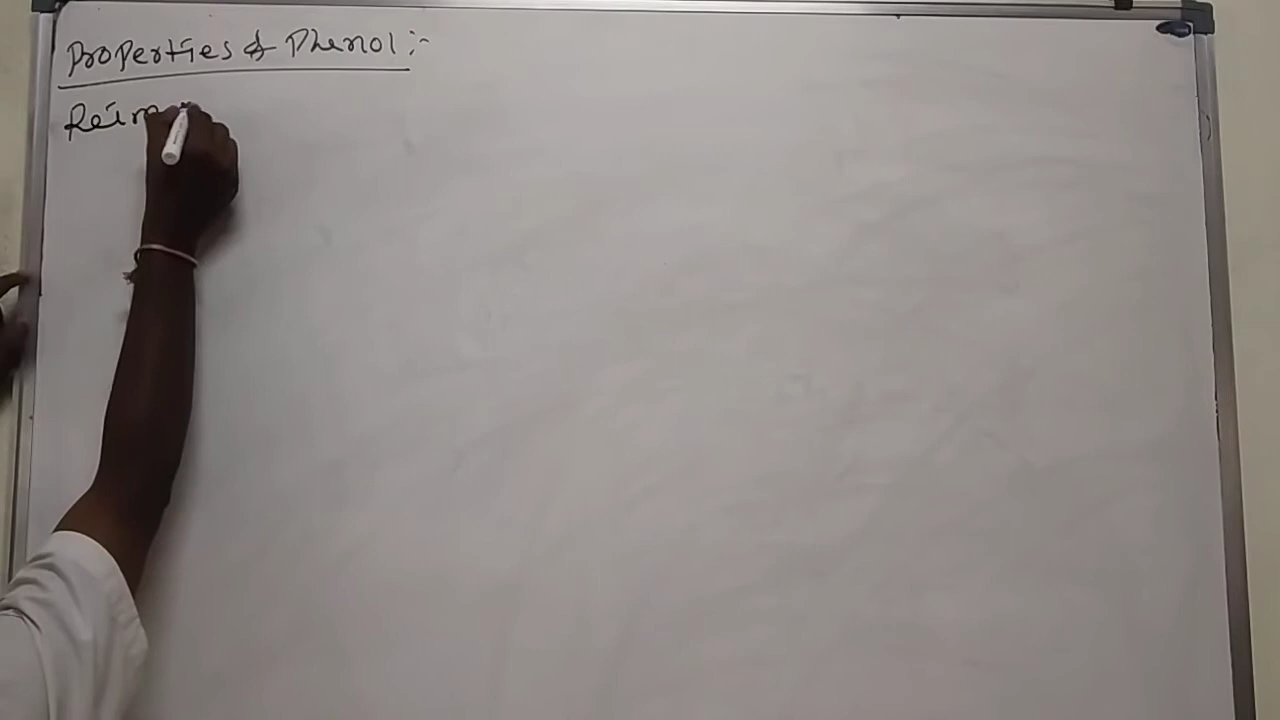 Properties of Phenol :-
Reim